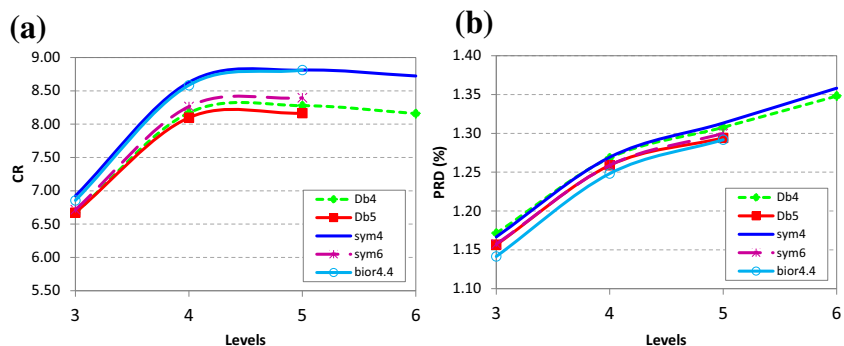 (a)
9.00
8.50
8.00
7.50
7.00
6.50
6.00
5.50
CR
3 4 5 6
Levels
Db4
Db5
sym4
sym6
bior4.4
(b)
1.40
1.35
1.30
1.25
1.20
1.15
1.10
PRD (%)
3 4 5 6
Levels
Db4
Db5
sym4
sym6
bior4.4